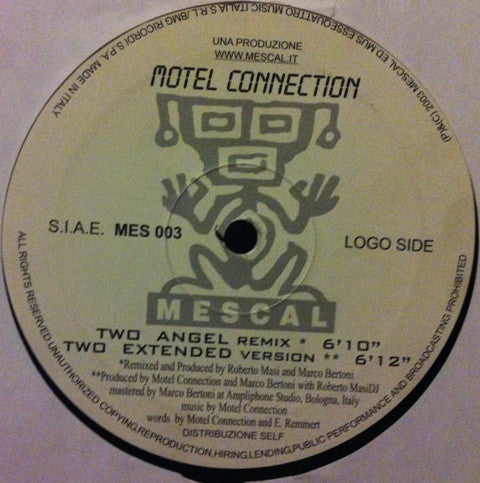 UNA PRODUZIONE
WWW.MESCAL.IT
MOTEL CONNECTION
S.I.A.E. MES 003
LOGO SIDE
MESCAL
TWO ANGEL REMIX * 6'10"
TWO EXTENDED VERSION ** 6'12"
*Remixed and Produced by Roberto Masi and Marco Bertoni
**Produced by Motel Connection and Marco Bertoni with Roberto MasiDJ
mastered by Marco Bertoni at Ampliphone Studio, Bologna, Italy
music by Motel Connection
words by Motel Connection and E. Remmert
DISTRIBUZIONE SELF
ALL RIGHTS RESERVED UNAUTHORIZED COPYING,REPRODUCTION,HIRING,LENDING,PUBLIC PERFORMANCE AND BROADCASTING PROHIBITED
(P)&(C) 2003 MESCAL ED MUS ESSEQUATTRO MUSIC ITALIA S.R.L./BMG RICORDI S.P.A. MADE IN ITALY